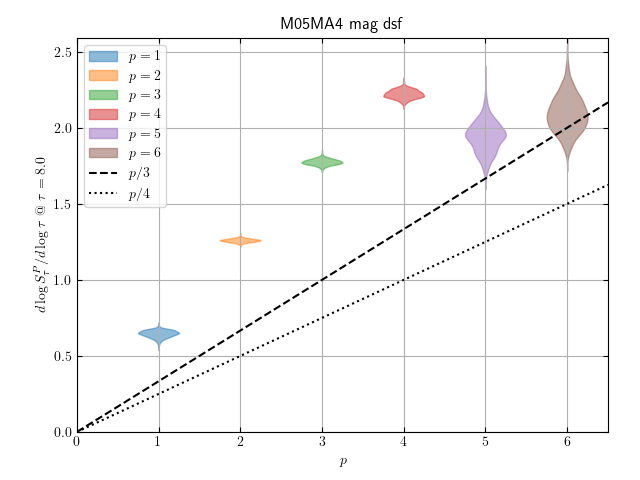 M05MA4 mag dsf
2.5
2.0
1.5
1.0
0.5
0.0
d log S_τ^P / d log τ @ τ = 8.0
p = 1
p = 2
p = 3
p = 4
p = 5
p = 6
p/3
p/4
0 1 2 3 4 5 6
p